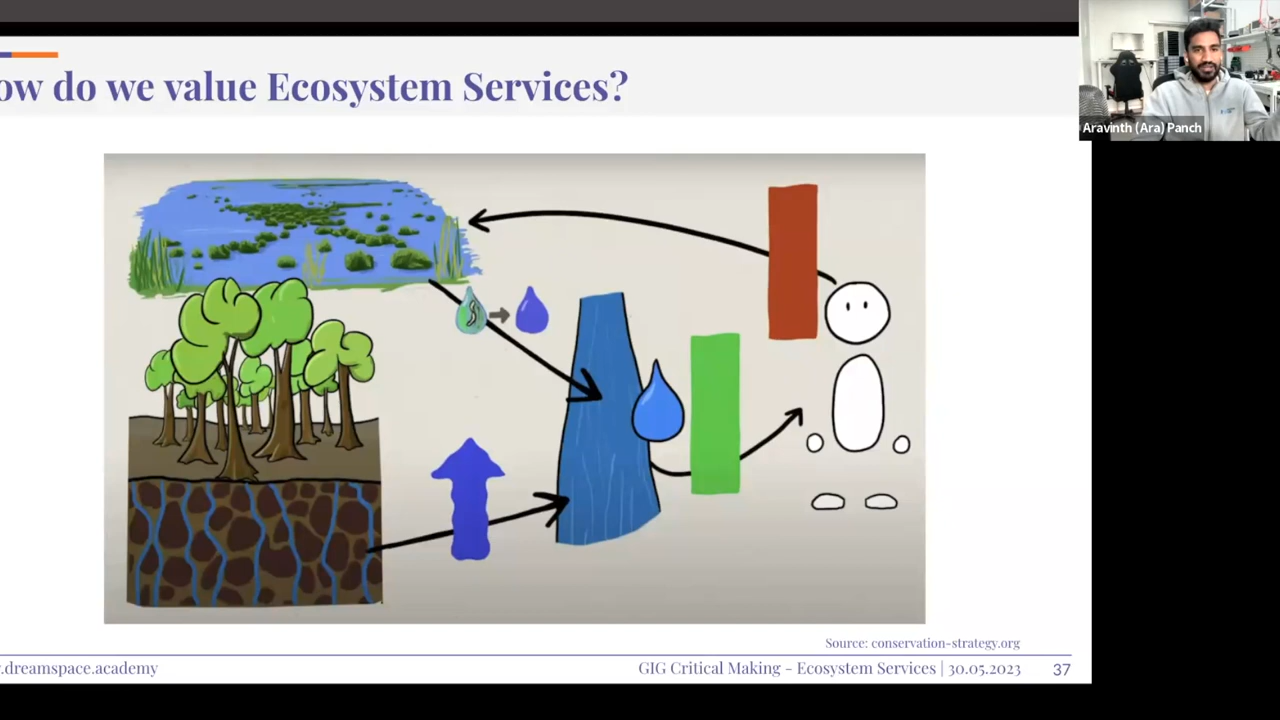 ow do we value Ecosystem Services?
Aravinth (Ara) Panch
Source: conservation-strategy.org
.dreamspace.academy
GIG Critical Making - Ecosystem Services | 30.05.2023
37